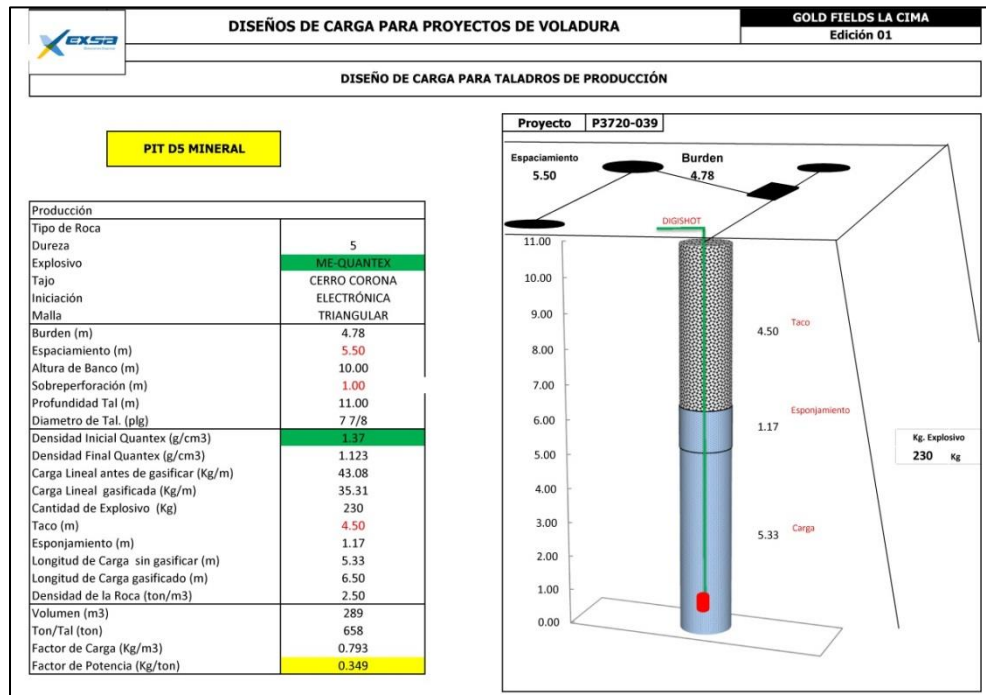 EXSA
DISEÑOS DE CARGA PARA PROYECTOS DE VOLADURA
GOLD FIELDS LA CIMA
Edición 01
DISEÑO DE CARGA PARA TALADROS DE PRODUCCIÓN
PIT D5 MINERAL
Producción
Tipo de Roca
Dureza 5
Explosivo ME-QUANTEX
Tajo CERRO CORONA
Iniciación ELECTRÓNICA
Malla TRIANGULAR
Burden (m) 4.78
Espaciamiento (m) 5.50
Altura de Banco (m) 10.00
Sobreperforación (m) 1.00
Profundidad Tal (m) 11.00
Diametro de Tal. (plg) 7 7/8
Densidad Inicial Quantex (g/cm3) 1.37
Densidad Final Quantex (g/cm3) 1.123
Carga Lineal antes de gasificar (Kg/m) 43.08
Carga Lineal gasificada (Kg/m) 35.31
Cantidad de Explosivo (Kg) 230
Taco (m) 4.50
Esponjamiento (m) 1.17
Longitud de Carga sin gasificar (m) 5.33
Longitud de Carga gasificado (m) 6.50
Densidad de la Roca (ton/m3) 2.50
Volumen (m3) 289
Ton/Tal (ton) 658
Factor de Carga (Kg/m3) 0.793
Factor de Potencia (Kg/ton) 0.349
Proyecto P3720-039
Espaciamiento
5.50
Burden
4.78
DIGISHOT
11.00
10.00
9.00
8.00
7.00
6.00
5.00
4.00
3.00
2.00
1.00
0.00
4.50 Taco
1.17 Esponjamiento
5.33 Carga
Kg. Explosivo
230 Kg